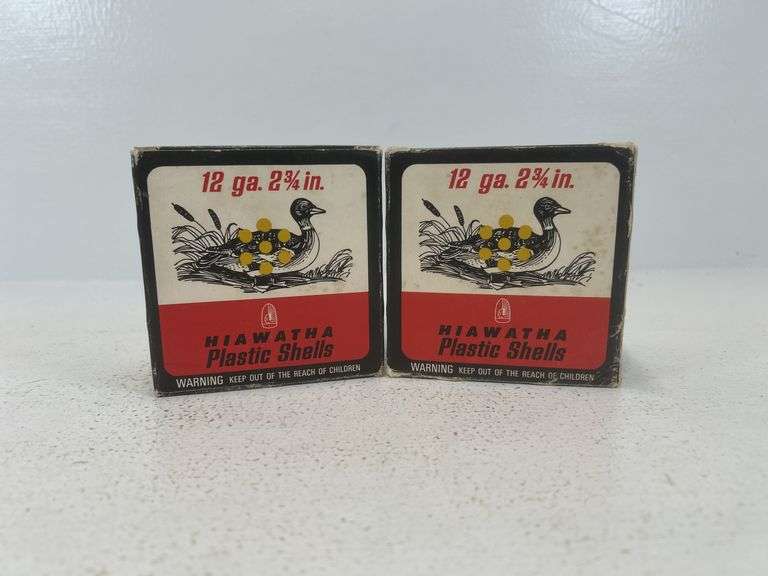 12 ga. 2¾ in.
HIAWATHA
Plastic Shells
WARNING KEEP OUT OF THE REACH OF CHILDREN
12 ga. 2¾ in.
HIAWATHA
Plastic Shells
WARNING KEEP OUT OF THE REACH OF CHILDREN